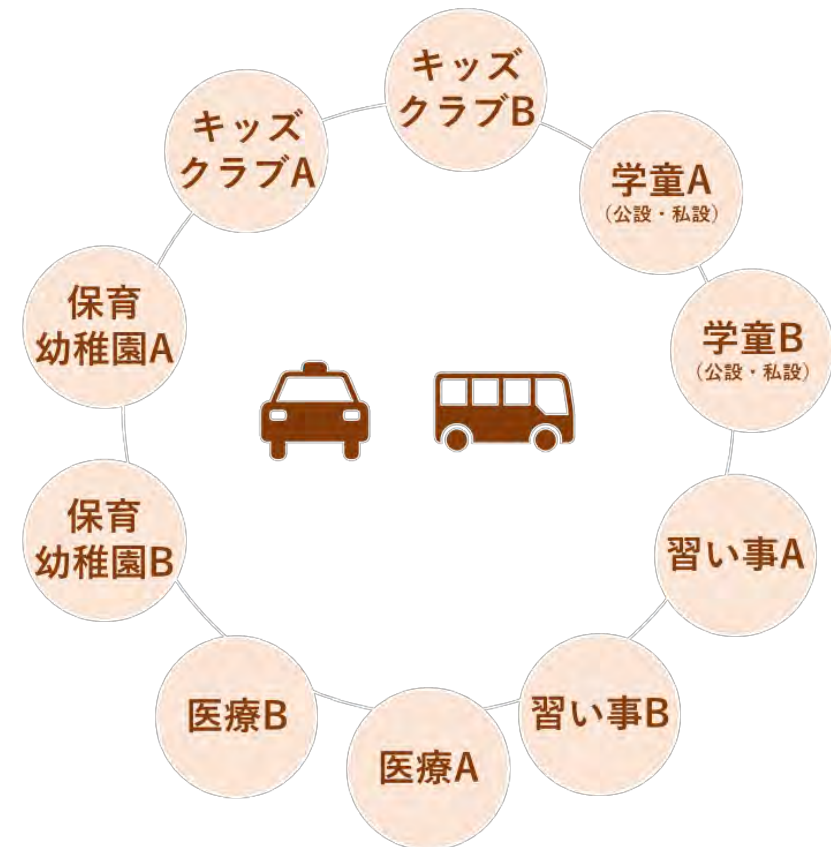 キッズ
クラブB
キッズ
クラブA
学童A
（公設・私設）
保育
幼稚園A
学童B
（公設・私設）
保育
幼稚園B
習い事A
医療B
習い事B
医療A